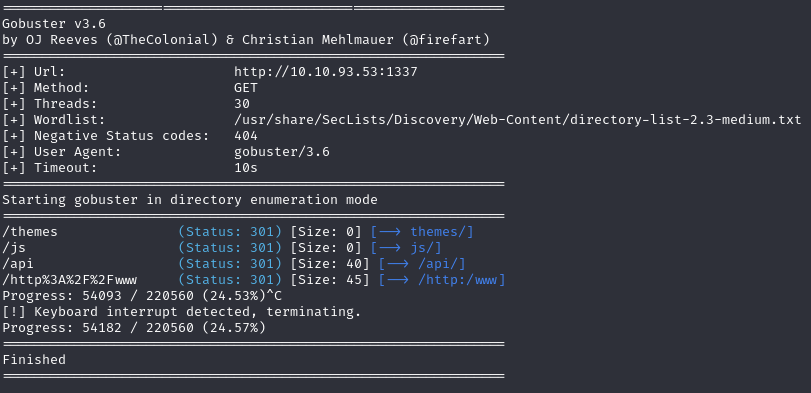 ===============================================================
Gobuster v3.6
by OJ Reeves (@TheColonial) & Christian Mehlmauer (@firefart)
===============================================================
[+] Url:                     http://10.10.93.53:1337
[+] Method:                  GET
[+] Threads:                 30
[+] Wordlist:                /usr/share/SecLists/Discovery/Web-Content/directory-list-2.3-medium.txt
[+] Negative Status codes:   404
[+] User Agent:              gobuster/3.6
[+] Timeout:                 10s
===============================================================
Starting gobuster in directory enumeration mode
===============================================================
/themes               (Status: 301) [Size: 0] [--> themes/]
/js                   (Status: 301) [Size: 0] [--> js/]
/api                  (Status: 301) [Size: 40] [--> /api/]
/http%3A%2F%2Fwww     (Status: 301) [Size: 45] [--> /http:/www]
Progress: 54093 / 220560 (24.53%)^C
[!] Keyboard interrupt detected, terminating.
Progress: 54182 / 220560 (24.57%)
===============================================================
Finished
===============================================================